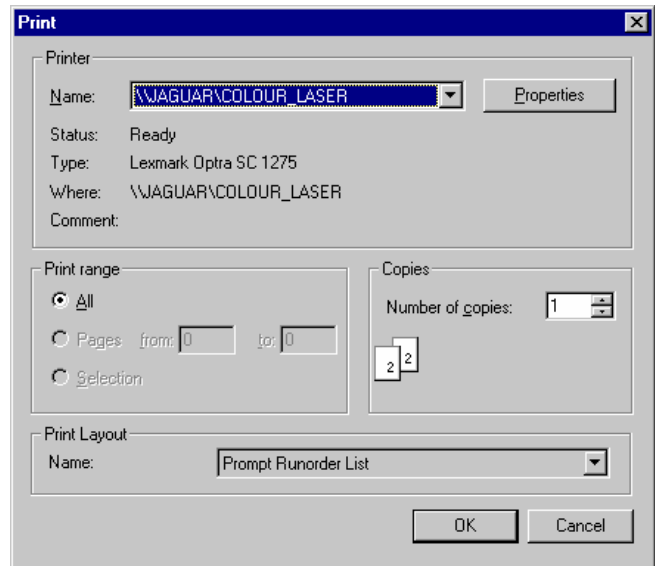 Print
Printer
Name: \\JAGUAR\COLOUR_LASER Properties
Status: Ready
Type: Lexmark Optra SC 1275
Where: \\JAGUAR\COLOUR_LASER
Comment:
Print range
All
Pages from: 0 to: 0
Selection
Copies
Number of copies: 1
2 2
Print Layout
Name: Prompt Runorder List
OK Cancel